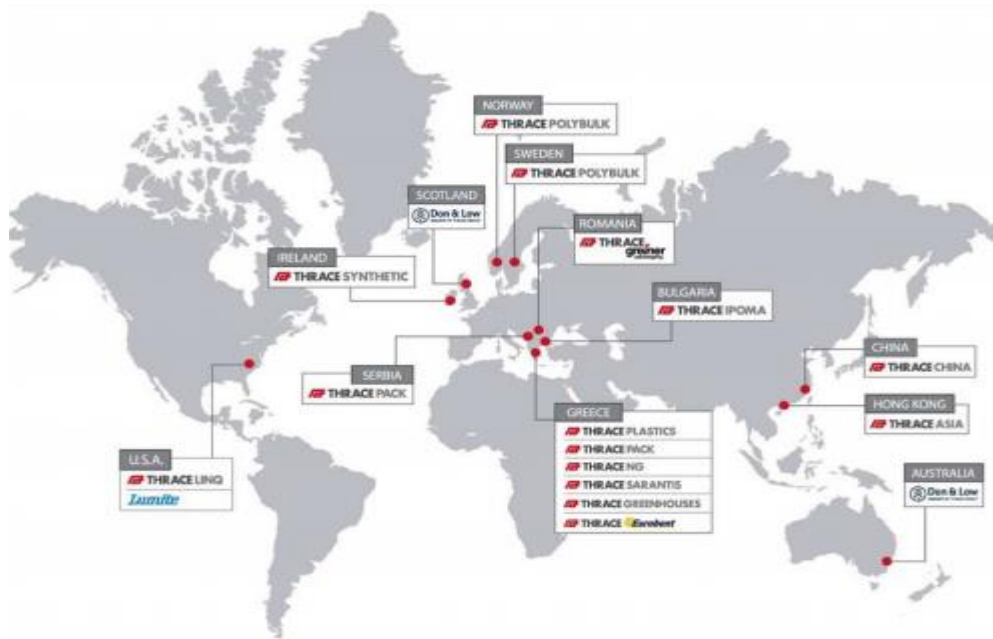 NORWAY
THRACE POLYBULK
SWEDEN
THRACE POLYBULK
SCOTLAND
Don & Low
ROMANIA
THRACE
greiner
IRELAND
THRACE SYNTHETIC
BULGARIA
THRACE IPOMA
CHINA
THRACE CHINA
SERBIA
THRACE PACK
HONG KONG
THRACE ASIA
GREECE
THRACE PLASTICS
THRACE PACK
THRACE NG
THRACE SARANTIS
THRACE GREENHOUSES
THRACE Eurobent
U.S.A.
THRACE LINQ
Lumite
AUSTRALIA
Don & Low